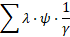 ∑ λ · ψ · 1/γ